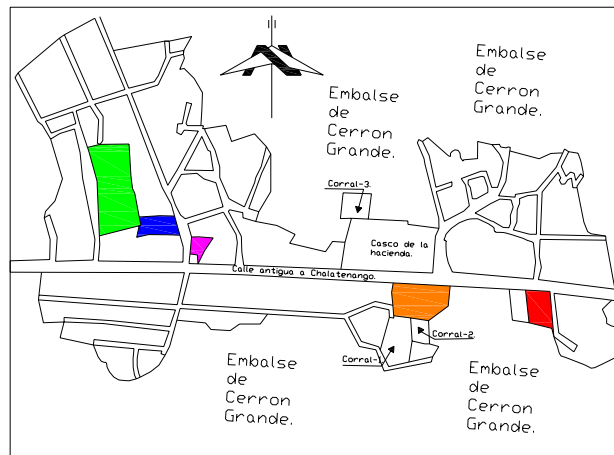 Embalse
de
Cerron
Grande.
Embalse
de
Cerron
Grande.
Corral-3.
Casco de la
hacienda.
Calle antigua a Chalatenango.
Corral-1
Corral-2
Embalse
de
Cerron
Grande.
Embalse
de
Cerron
Grande.